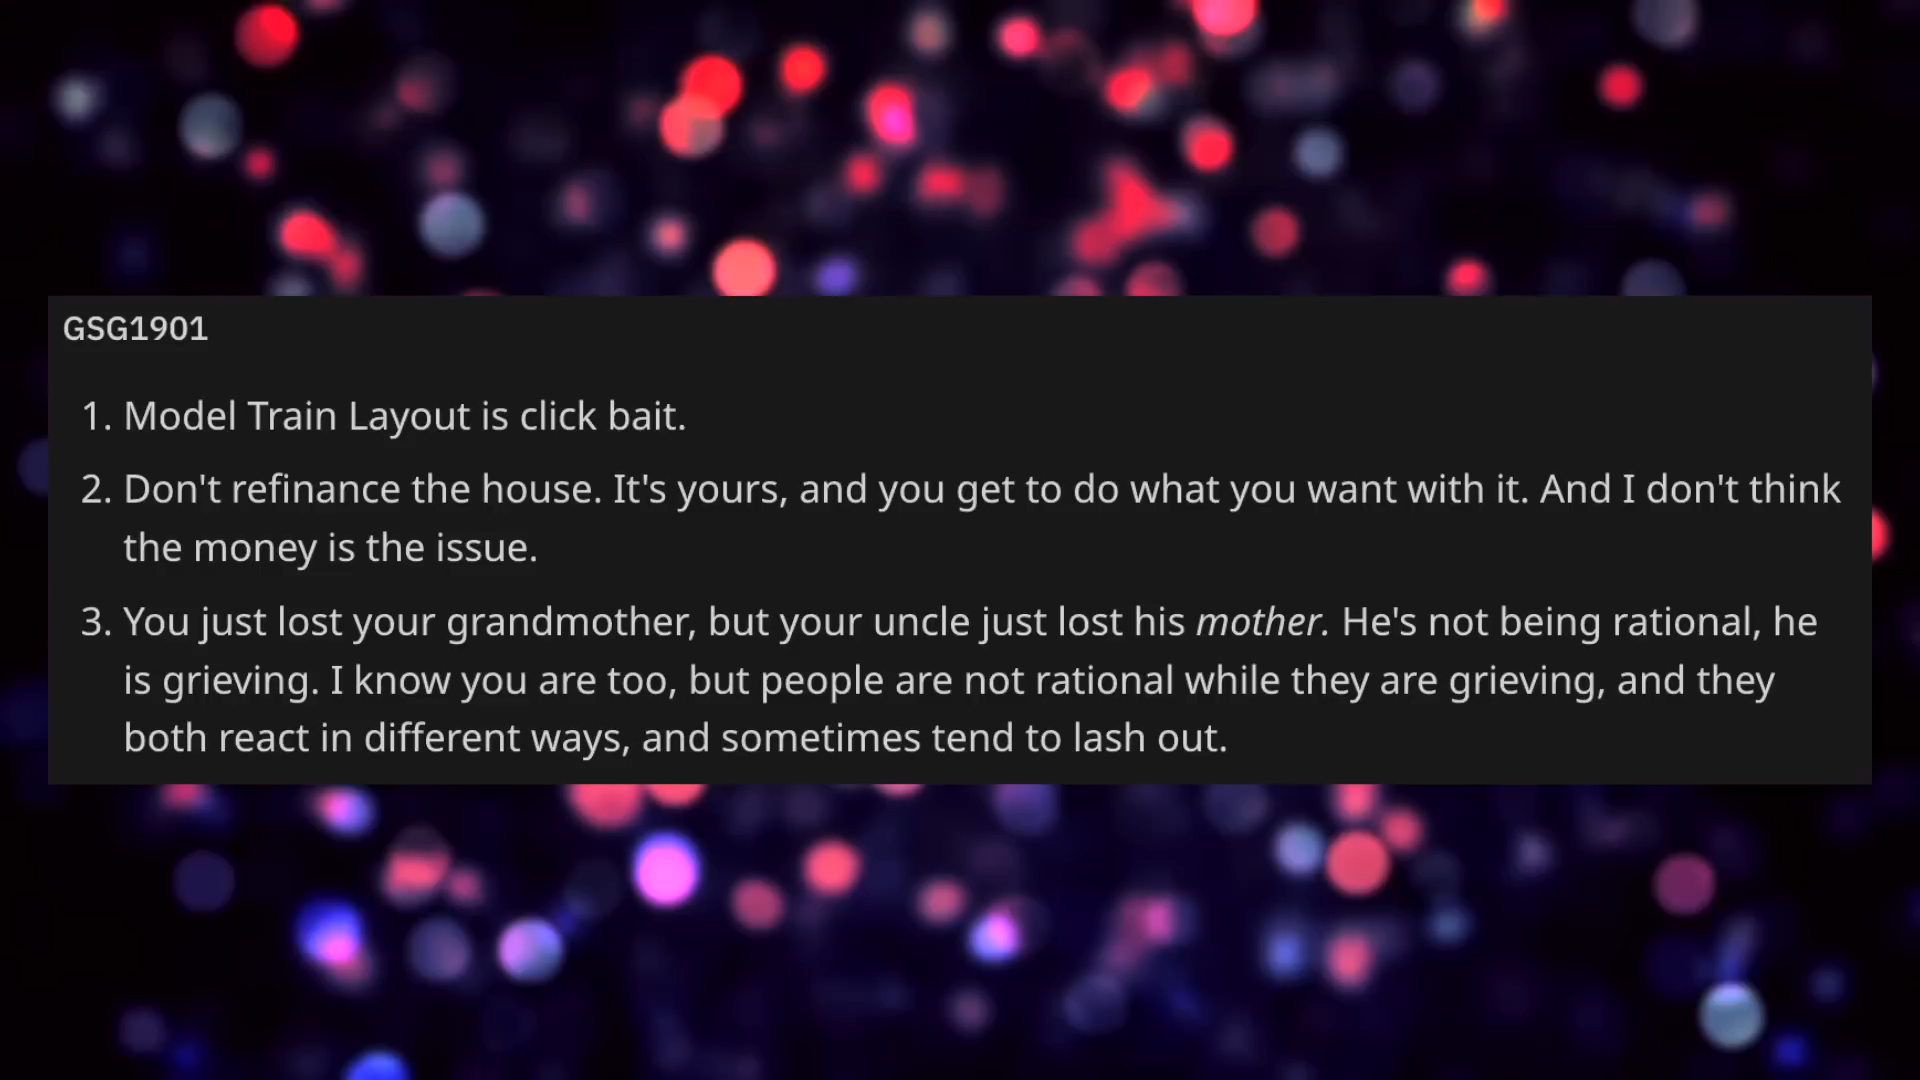 GSG1901
1. Model Train Layout is click bait.
2. Don't refinance the house. It's yours, and you get to do what you want with it. And I don't think
the money is the issue.
3. You just lost your grandmother, but your uncle just lost his mother. He's not being rational, he
is grieving. I know you are too, but people are not rational while they are grieving, and they
both react in different ways, and sometimes tend to lash out.